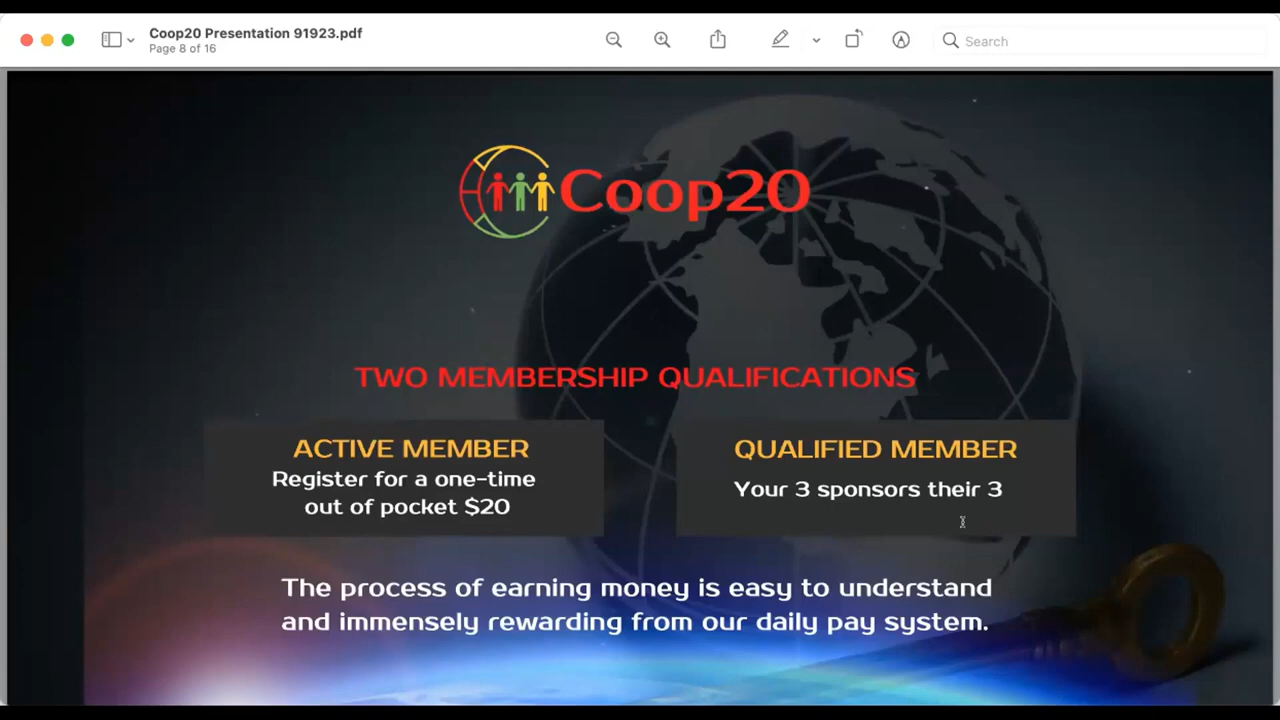 Coop20 Presentation 91923.pdf
Page 8 of 16
Search
Coop20
TWO MEMBERSHIP QUALIFICATIONS
ACTIVE MEMBER
Register for a one-time
out of pocket $20
QUALIFIED MEMBER
Your 3 sponsors their 3
The process of earning money is easy to understand
and immensely rewarding from our daily pay system.